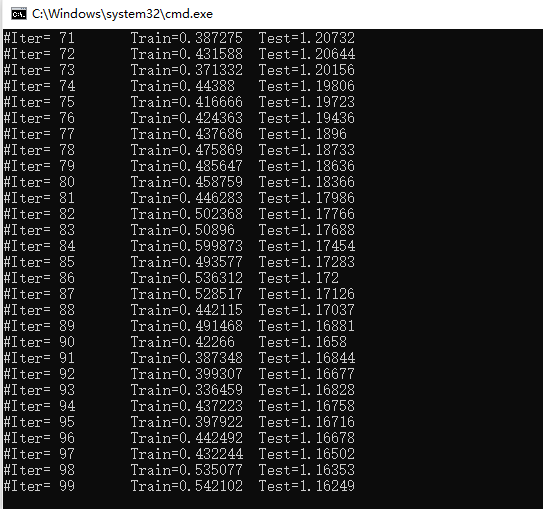 C:\Windows\system32\cmd.exe
#Iter= 71 Train=0.387275 Test=1.20732
#Iter= 72 Train=0.431588 Test=1.20644
#Iter= 73 Train=0.371332 Test=1.20156
#Iter= 74 Train=0.44388 Test=1.19806
#Iter= 75 Train=0.416666 Test=1.19723
#Iter= 76 Train=0.424363 Test=1.19436
#Iter= 77 Train=0.437686 Test=1.1896
#Iter= 78 Train=0.475869 Test=1.18733
#Iter= 79 Train=0.485647 Test=1.18636
#Iter= 80 Train=0.458759 Test=1.18366
#Iter= 81 Train=0.446283 Test=1.17986
#Iter= 82 Train=0.502368 Test=1.17766
#Iter= 83 Train=0.50896 Test=1.17688
#Iter= 84 Train=0.599873 Test=1.17454
#Iter= 85 Train=0.493577 Test=1.17283
#Iter= 86 Train=0.536312 Test=1.172
#Iter= 87 Train=0.528517 Test=1.17126
#Iter= 88 Train=0.442115 Test=1.17037
#Iter= 89 Train=0.491468 Test=1.16881
#Iter= 90 Train=0.42266 Test=1.1658
#Iter= 91 Train=0.387348 Test=1.16844
#Iter= 92 Train=0.399307 Test=1.16677
#Iter= 93 Train=0.336459 Test=1.16828
#Iter= 94 Train=0.437223 Test=1.16758
#Iter= 95 Train=0.397922 Test=1.16716
#Iter= 96 Train=0.442492 Test=1.16678
#Iter= 97 Train=0.432244 Test=1.16502
#Iter= 98 Train=0.535077 Test=1.16353
#Iter= 99 Train=0.542102 Test=1.16249